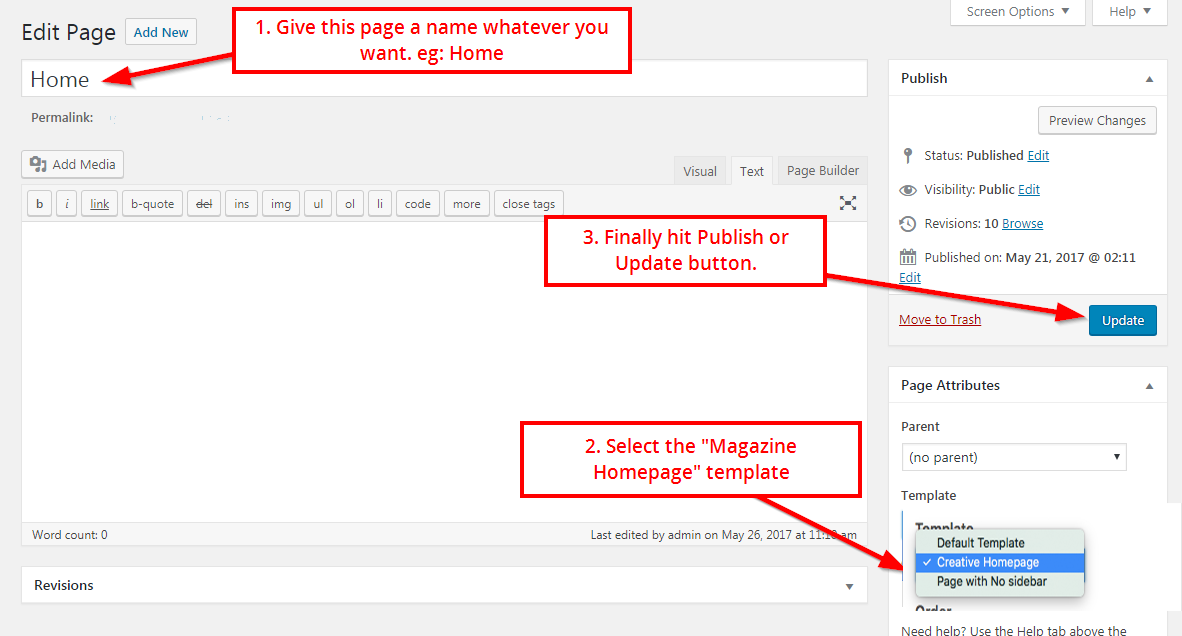 Screen Options ▼
Help ▼
Edit Page
Add New
1. Give this page a name whatever you
want. eg: Home
Home
Permalink:
Add Media
Visual
Text
Page Builder
b
i
link
b-quote
del
ins
img
ul
ol
li
code
more
close tags
3. Finally hit Publish or
Update button.
2. Select the "Magazine
Homepage" template
Word count: 0
Last edited by admin on May 26, 2017 at am
Revisions
Publish
Preview Changes
Status: Published Edit
Visibility: Public Edit
Revisions: 10 Browse
Published on: May 21, 2017 @ 02:11
Edit
Move to Trash
Update
Page Attributes
Parent
(no parent)
Template
Template
Default Template
✓ Creative Homepage
Page with No sidebar
Order
Need help? Use the Help tab above the